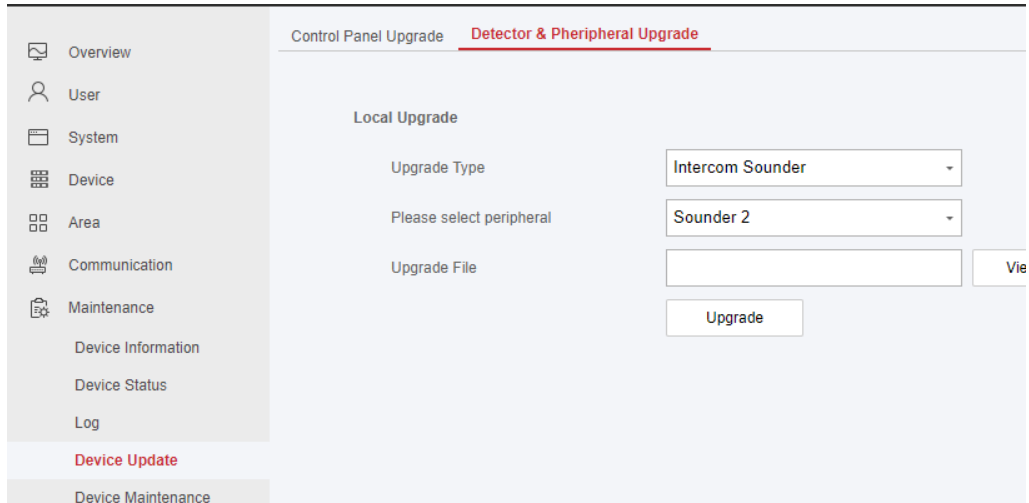 Control Panel Upgrade Detector & Pheripheral Upgrade
Overview
User
System
Device
Area
Communication
Maintenance
Device Information
Device Status
Log
Device Update
Device Maintenance
Local Upgrade
Upgrade Type Intercom Sounder
Please select peripheral Sounder 2
Upgrade File Vie
Upgrade